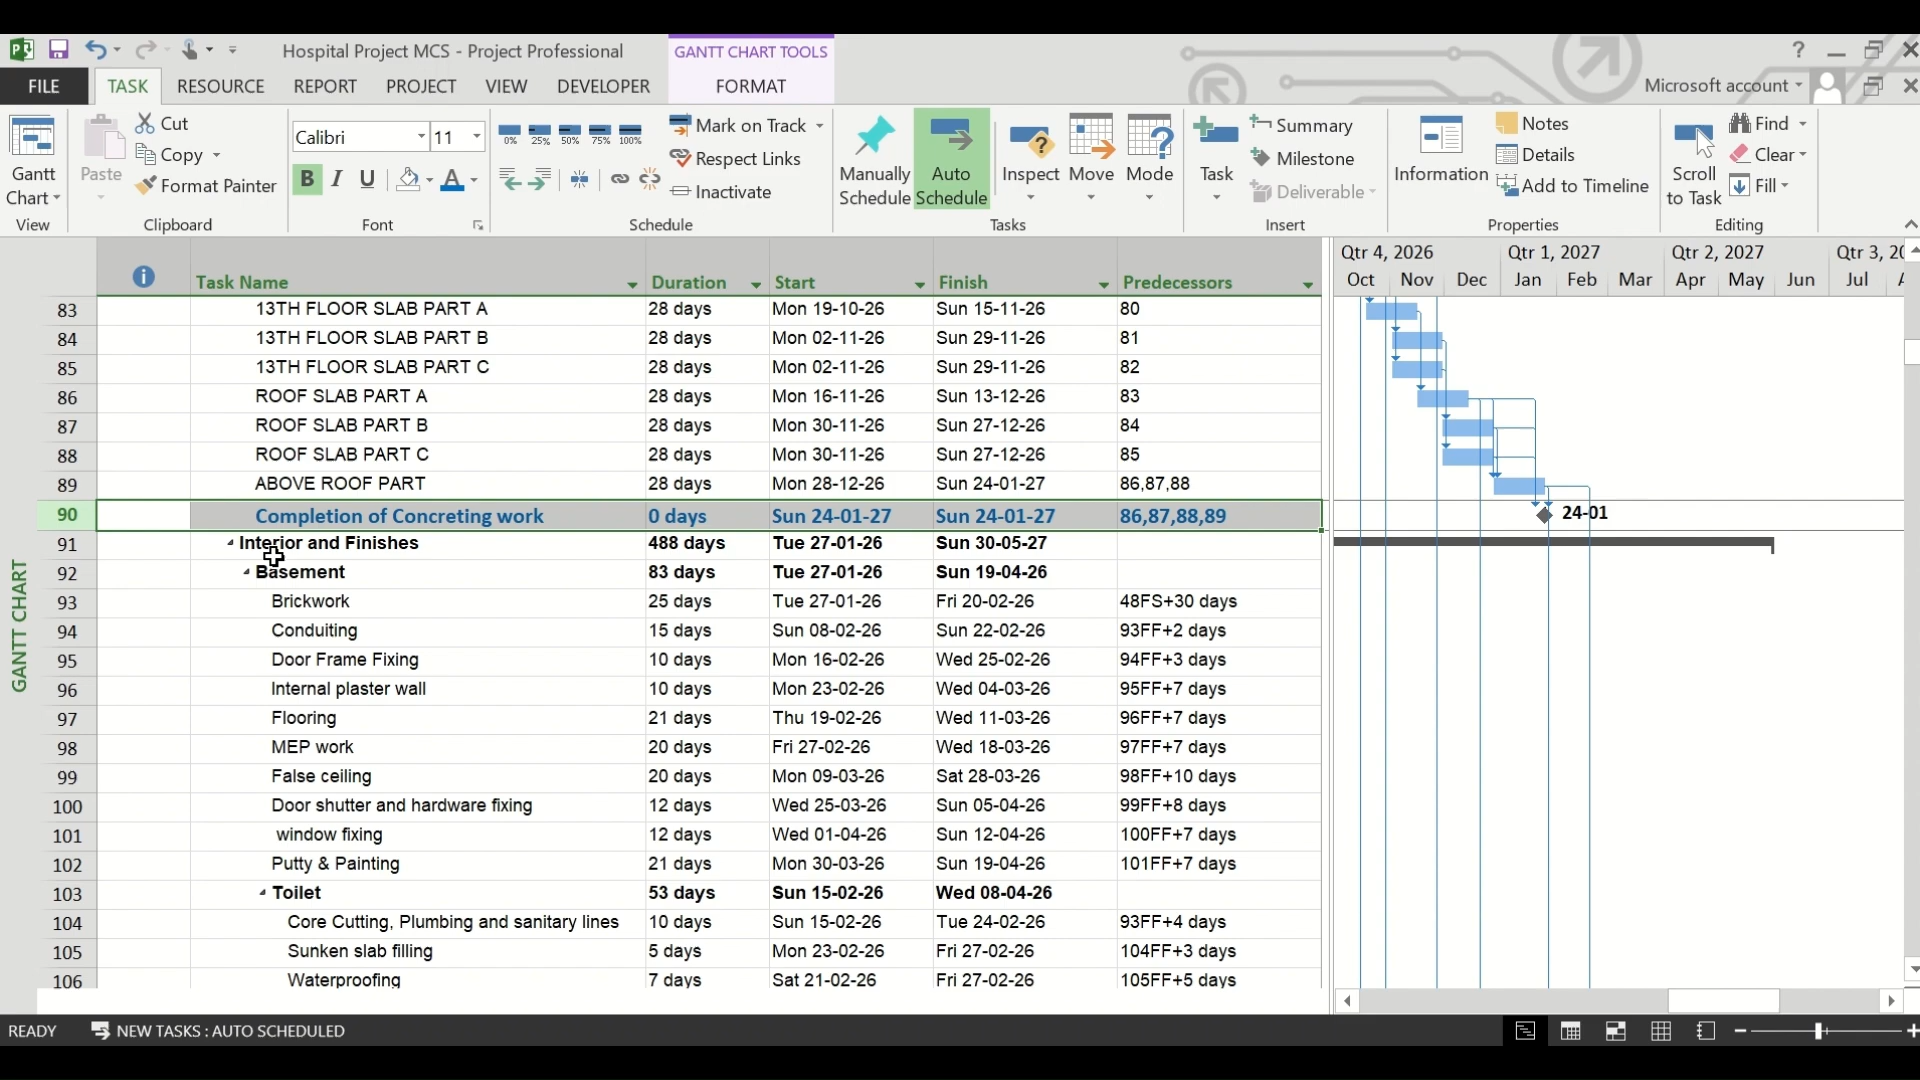 Hospital Project MCS - Project Professional
GANTT CHART TOOLS
?
FILE TASK RESOURCE REPORT PROJECT VIEW DEVELOPER FORMAT
Microsoft account
Gantt Chart
View
Paste
Cut
Copy
Format Painter
Clipboard
Calibri 11
B I U A
Font
0% 25% 50% 75% 100%
Mark on Track
Respect Links
Inactivate
Schedule
Manually Schedule
Auto Schedule
Inspect
Move
Mode
Tasks
Task
Summary
Milestone
Deliverable
Insert
Information
Notes
Details
Add to Timeline
Properties
Scroll to Task
Find
Clear
Fill
Editing
Task Name Duration Start Finish Predecessors
Qtr 4, 2026 Qtr 1, 2027 Qtr 2, 2027 Qtr 3, 20
Oct Nov Dec Jan Feb Mar Apr May Jun Jul A
83 13TH FLOOR SLAB PART A 28 days Mon 19-10-26 Sun 15-11-26 80
84 13TH FLOOR SLAB PART B 28 days Mon 02-11-26 Sun 29-11-26 81
85 13TH FLOOR SLAB PART C 28 days Mon 02-11-26 Sun 29-11-26 82
86 ROOF SLAB PART A 28 days Mon 16-11-26 Sun 13-12-26 83
87 ROOF SLAB PART B 28 days Mon 30-11-26 Sun 27-12-26 84
88 ROOF SLAB PART C 28 days Mon 30-11-26 Sun 27-12-26 85
89 ABOVE ROOF PART 28 days Mon 28-12-26 Sun 24-01-27 86,87,88
90 Completion of Concreting work 0 days Sun 24-01-27 Sun 24-01-27 86,87,88,89 24-01
91 Interior and Finishes 488 days Tue 27-01-26 Sun 30-05-27
92 Basement 83 days Tue 27-01-26 Sun 19-04-26
93 Brickwork 25 days Tue 27-01-26 Fri 20-02-26 48FS+30 days
94 Conduiting 15 days Sun 08-02-26 Sun 22-02-26 93FF+2 days
95 Door Frame Fixing 10 days Mon 16-02-26 Wed 25-02-26 94FF+3 days
96 Internal plaster wall 10 days Mon 23-02-26 Wed 04-03-26 95FF+7 days
97 Flooring 21 days Thu 19-02-26 Wed 11-03-26 96FF+7 days
98 MEP work 20 days Fri 27-02-26 Wed 18-03-26 97FF+7 days
99 False ceiling 20 days Mon 09-03-26 Sat 28-03-26 98FF+10 days
100 Door shutter and hardware fixing 12 days Wed 25-03-26 Sun 05-04-26 99FF+8 days
101 window fixing 12 days Wed 01-04-26 Sun 12-04-26 100FF+7 days
102 Putty & Painting 21 days Mon 30-03-26 Sun 19-04-26 101FF+7 days
103 Toilet 53 days Sun 15-02-26 Wed 08-04-26
104 Core Cutting, Plumbing and sanitary lines 10 days Sun 15-02-26 Tue 24-02-26 93FF+4 days
105 Sunken slab filling 5 days Mon 23-02-26 Fri 27-02-26 104FF+3 days
106 Waterproofing 7 days Sat 21-02-26 Fri 27-02-26 105FF+5 days
GANTT CHART
READY NEW TASKS : AUTO SCHEDULED